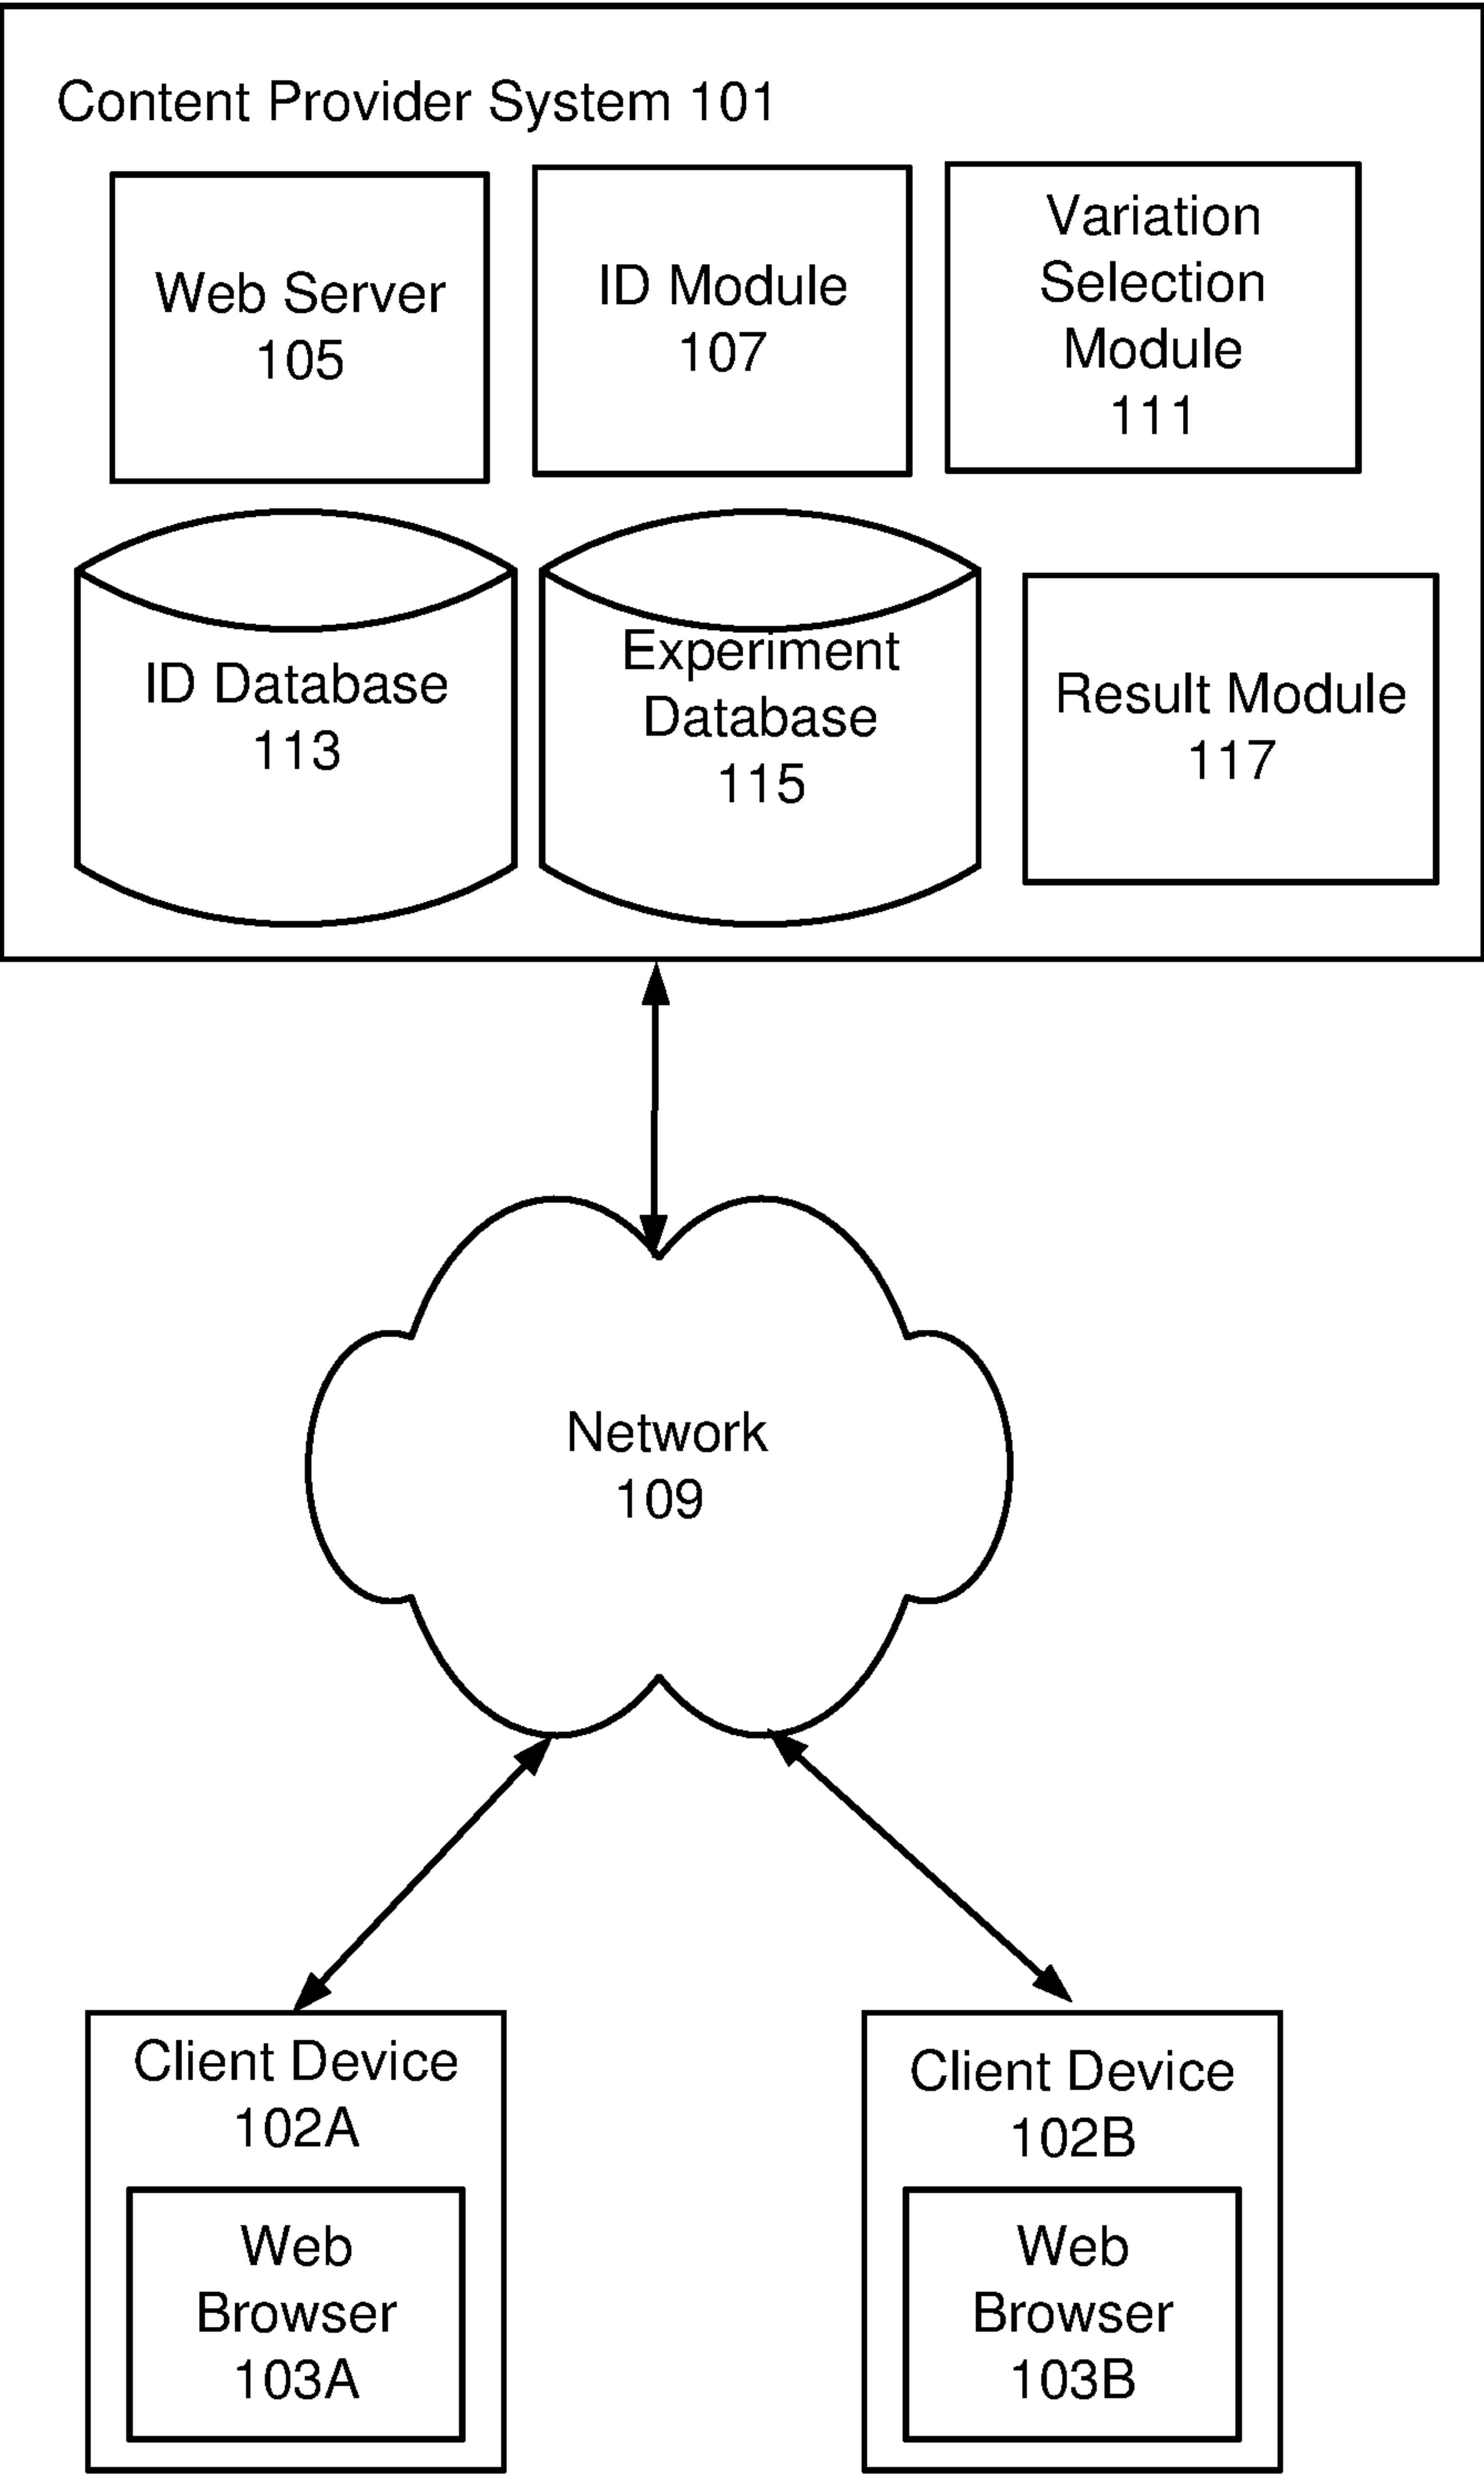 Content Provider System 101
Web Server
105
ID Module
107
Variation
Selection
Module
111
ID Database
113
Experiment
Database
115
Result Module
117
Network
109
Client Device
102A
Web
Browser
103A
Client Device
102B
Web
Browser
103B